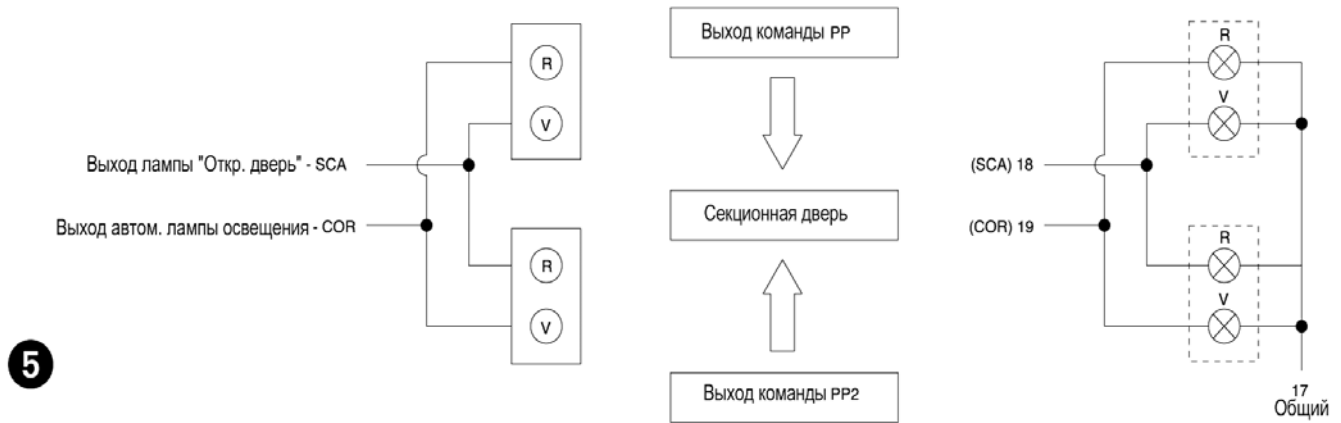 R
V
Выход лампы "Откр. дверь" - SCA
Выход автом. лампы освещения - COR
R
V
5
Выход команды PP
Секционная дверь
Выход команды PP2
R
V
(SCA) 18
(COR) 19
R
V
17
Общий